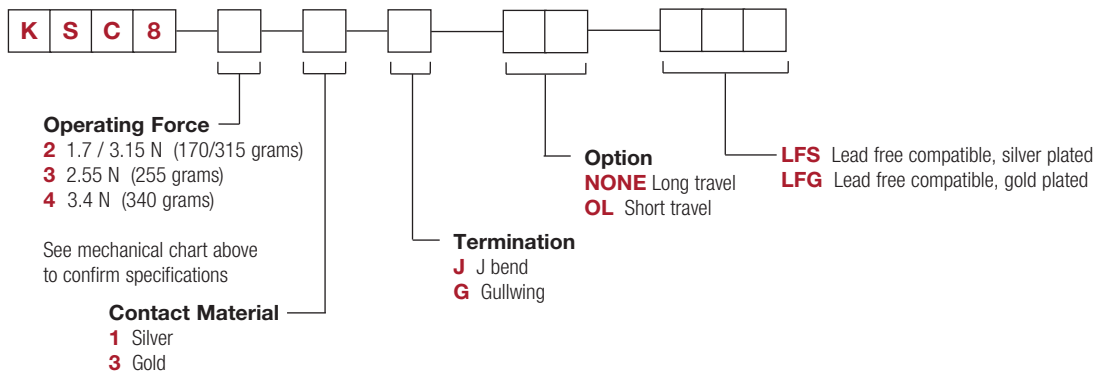 K S C 8
Operating Force
2 1.7 / 3.15 N (170/315 grams)
3 2.55 N (255 grams)
4 3.4 N (340 grams)
See mechanical chart above
to confirm specifications
Contact Material
1 Silver
3 Gold
Termination
J J bend
G Gullwing
Option
NONE Long travel
OL Short travel
LFS Lead free compatible, silver plated
LFG Lead free compatible, gold plated